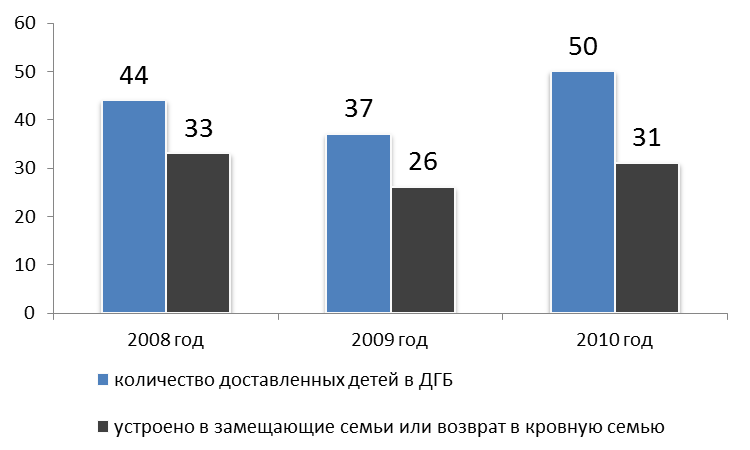 60
50
40
30
20
10
0
44
33
37
26
50
31
2008 год
2009 год
2010 год
количество доставленных детей в ДГБ
устроено в замещающие семьи или возврат в кровную семью